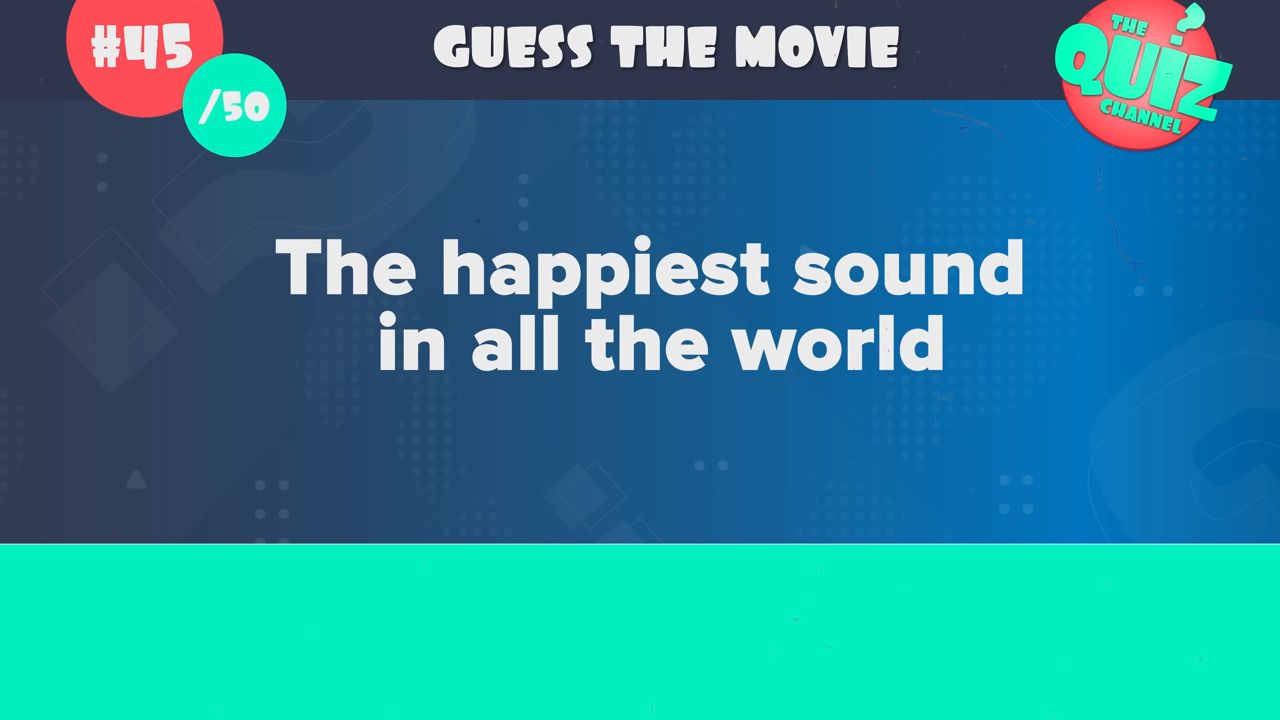 #45
/50
GUESS THE MOVIE
THE
QUIZ
CHANNEL
The happiest sound
in all the world